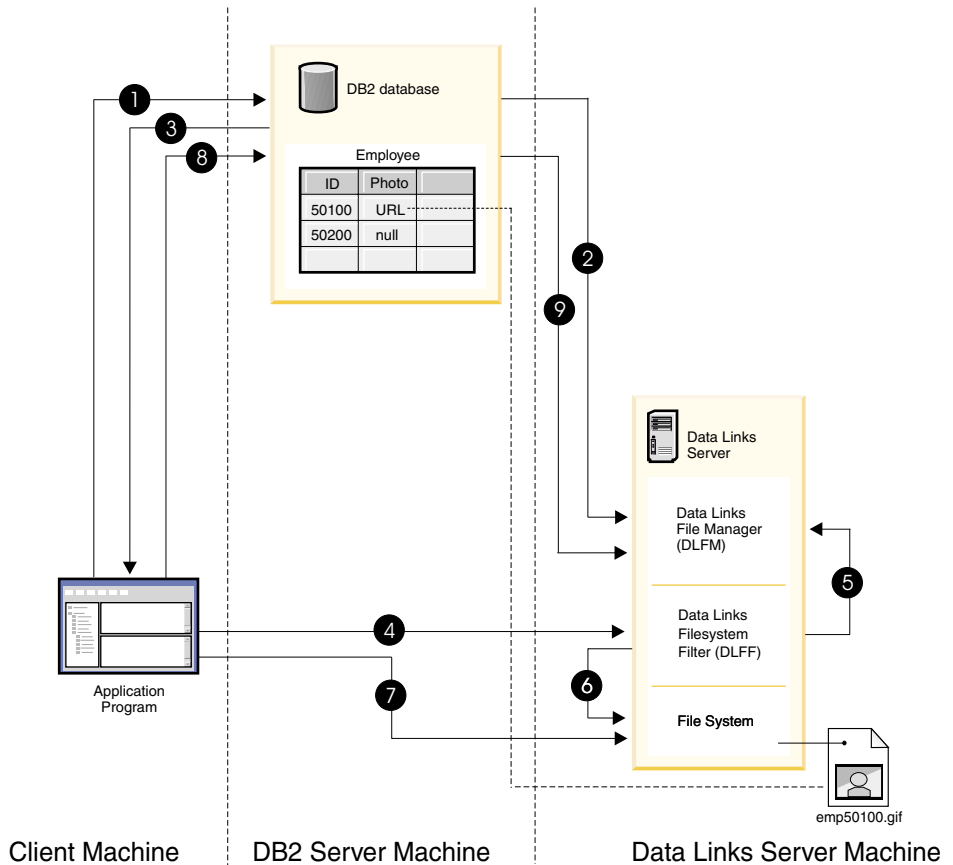 1
DB2 database
3
8
Employee
ID Photo
50100 URL
50200 null
2
9
Data Links
Server
Data Links
File Manager
(DLFM)
5
Data Links
Filesystem
Filter (DLFF)
4
6
7
File System
Application
Program
emp50100.gif
Client Machine
DB2 Server Machine
Data Links Server Machine